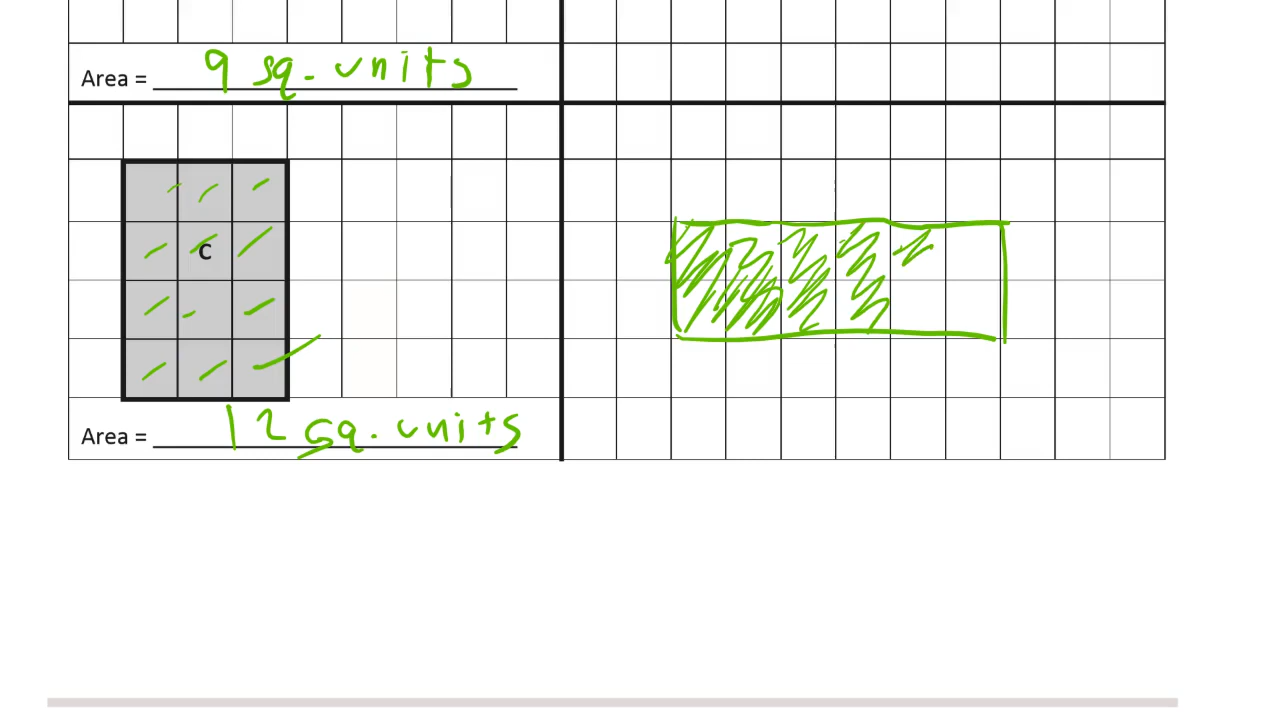 Area = 9 sq. units
C
Area = 12 sq. units